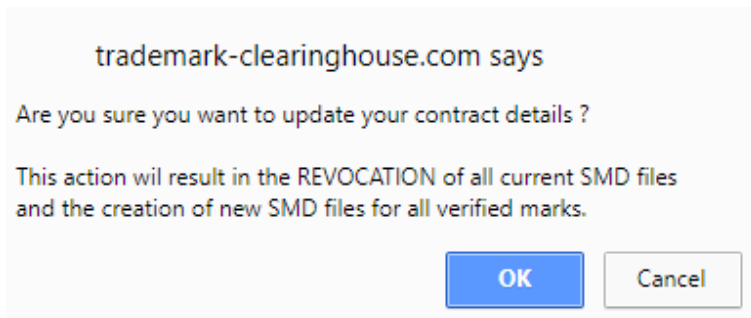 trademark-clearinghouse.com says
Are you sure you want to update your contract details ?
This action wil result in the REVOCATION of all current SMD files
and the creation of new SMD files for all verified marks.
OK Cancel